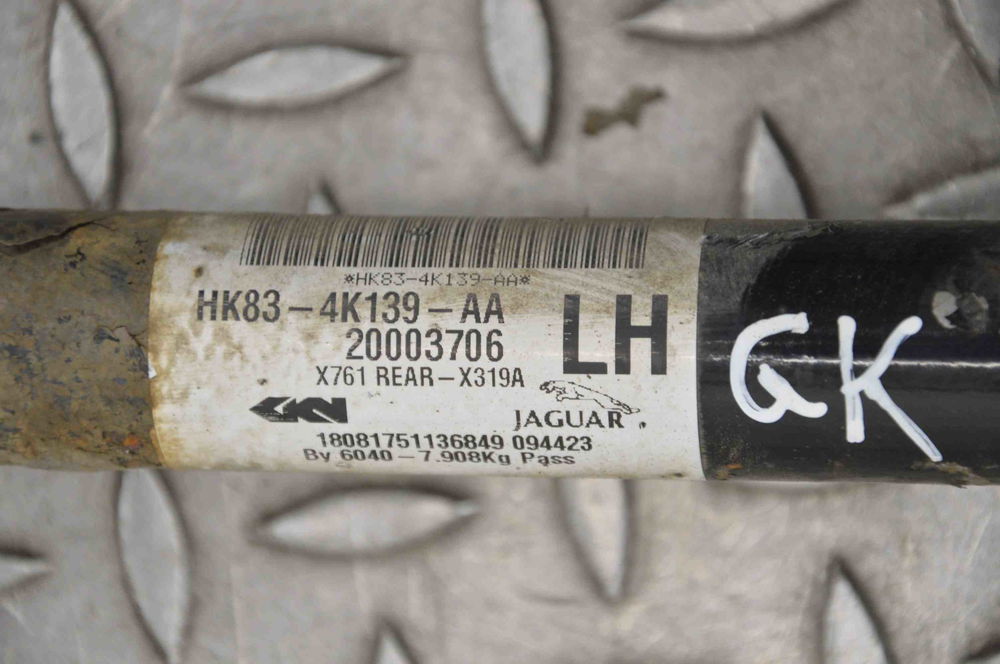 *HK83-4K139-AA*
HK83-4K139-AA
LH
20003706
X761 REAR-X319A
GKN
JAGUAR
18081751136849 094423
By 6040-7.908Kg Pass
GK